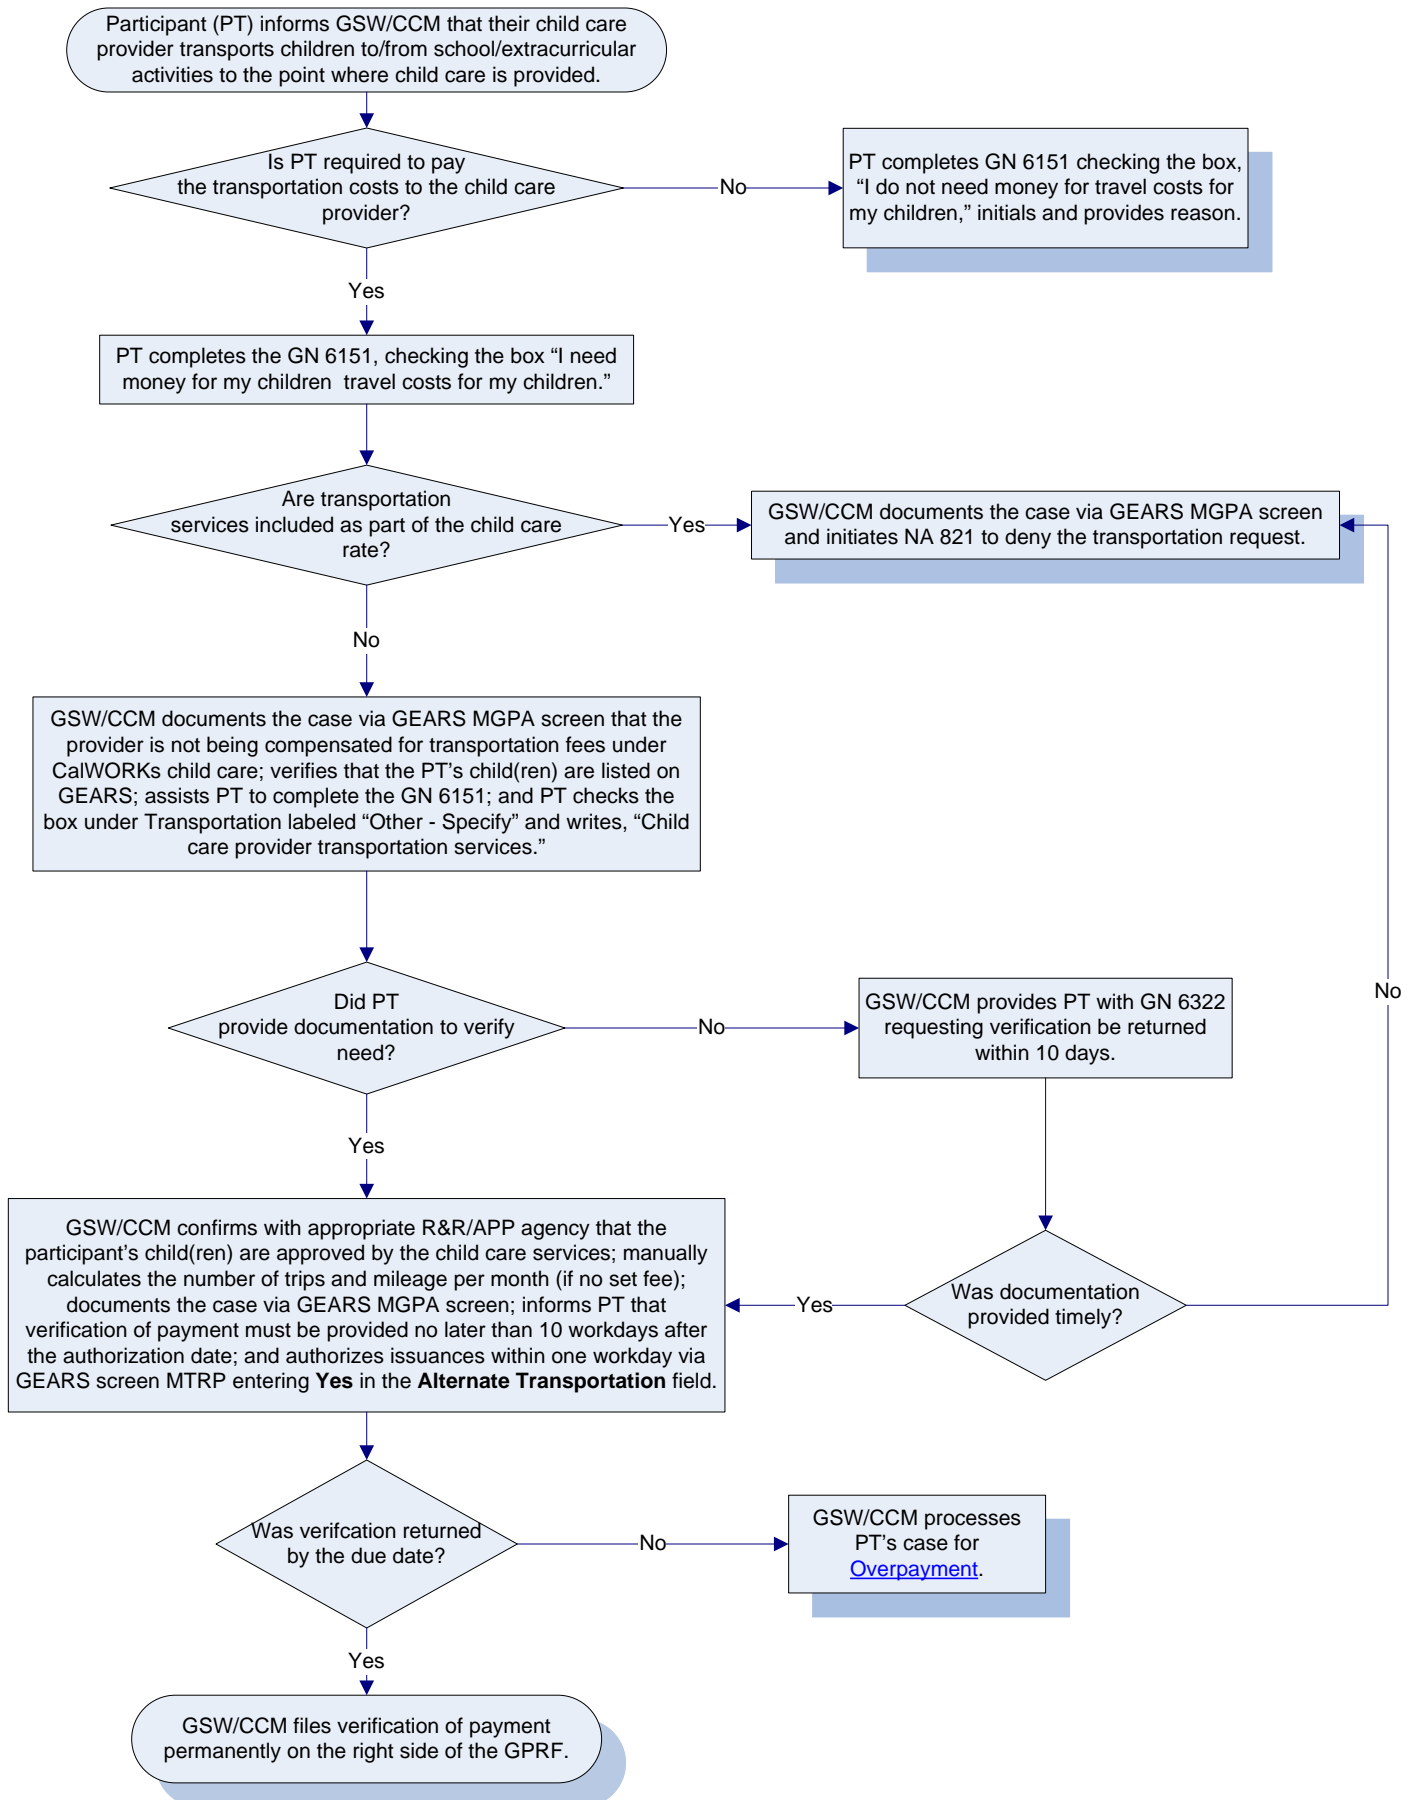 Participant (PT) informs GSW/CCM that their child care
provider transports children to/from school/extracurricular
activities to the point where child care is provided.
Is PT required to pay
the transportation costs to the child care
provider?
No
PT completes GN 6151 checking the box,
“I do not need money for travel costs for
my children,” initials and provides reason.
Yes
PT completes the GN 6151, checking the box “I need
money for my children  travel costs for my children.”
Are transportation
services included as part of the child care
rate?
Yes
GSW/CCM documents the case via GEARS MGPA screen
and initiates NA 821 to deny the transportation request.
No
GSW/CCM documents the case via GEARS MGPA screen that the
provider is not being compensated for transportation fees under
CalWORKs child care; verifies that the PT’s child(ren) are listed on
GEARS; assists PT to complete the GN 6151; and PT checks the
box under Transportation labeled “Other - Specify” and writes, “Child
care provider transportation services.”
Did PT
provide documentation to verify
need?
No
GSW/CCM provides PT with GN 6322
requesting verification be returned
within 10 days.
No
Yes
GSW/CCM confirms with appropriate R&R/APP agency that the
participant’s child(ren) are approved by the child care services; manually
calculates the number of trips and mileage per month (if no set fee);
documents the case via GEARS MGPA screen; informs PT that
verification of payment must be provided no later than 10 workdays after
the authorization date; and authorizes issuances within one workday via
GEARS screen MTRP entering Yes in the Alternate Transportation field.
Yes
Was documentation
provided timely?
Was verifcation returned
by the due date?
No
GSW/CCM processes
PT’s case for
Overpayment.
Yes
GSW/CCM files verification of payment
permanently on the right side of the GPRF.